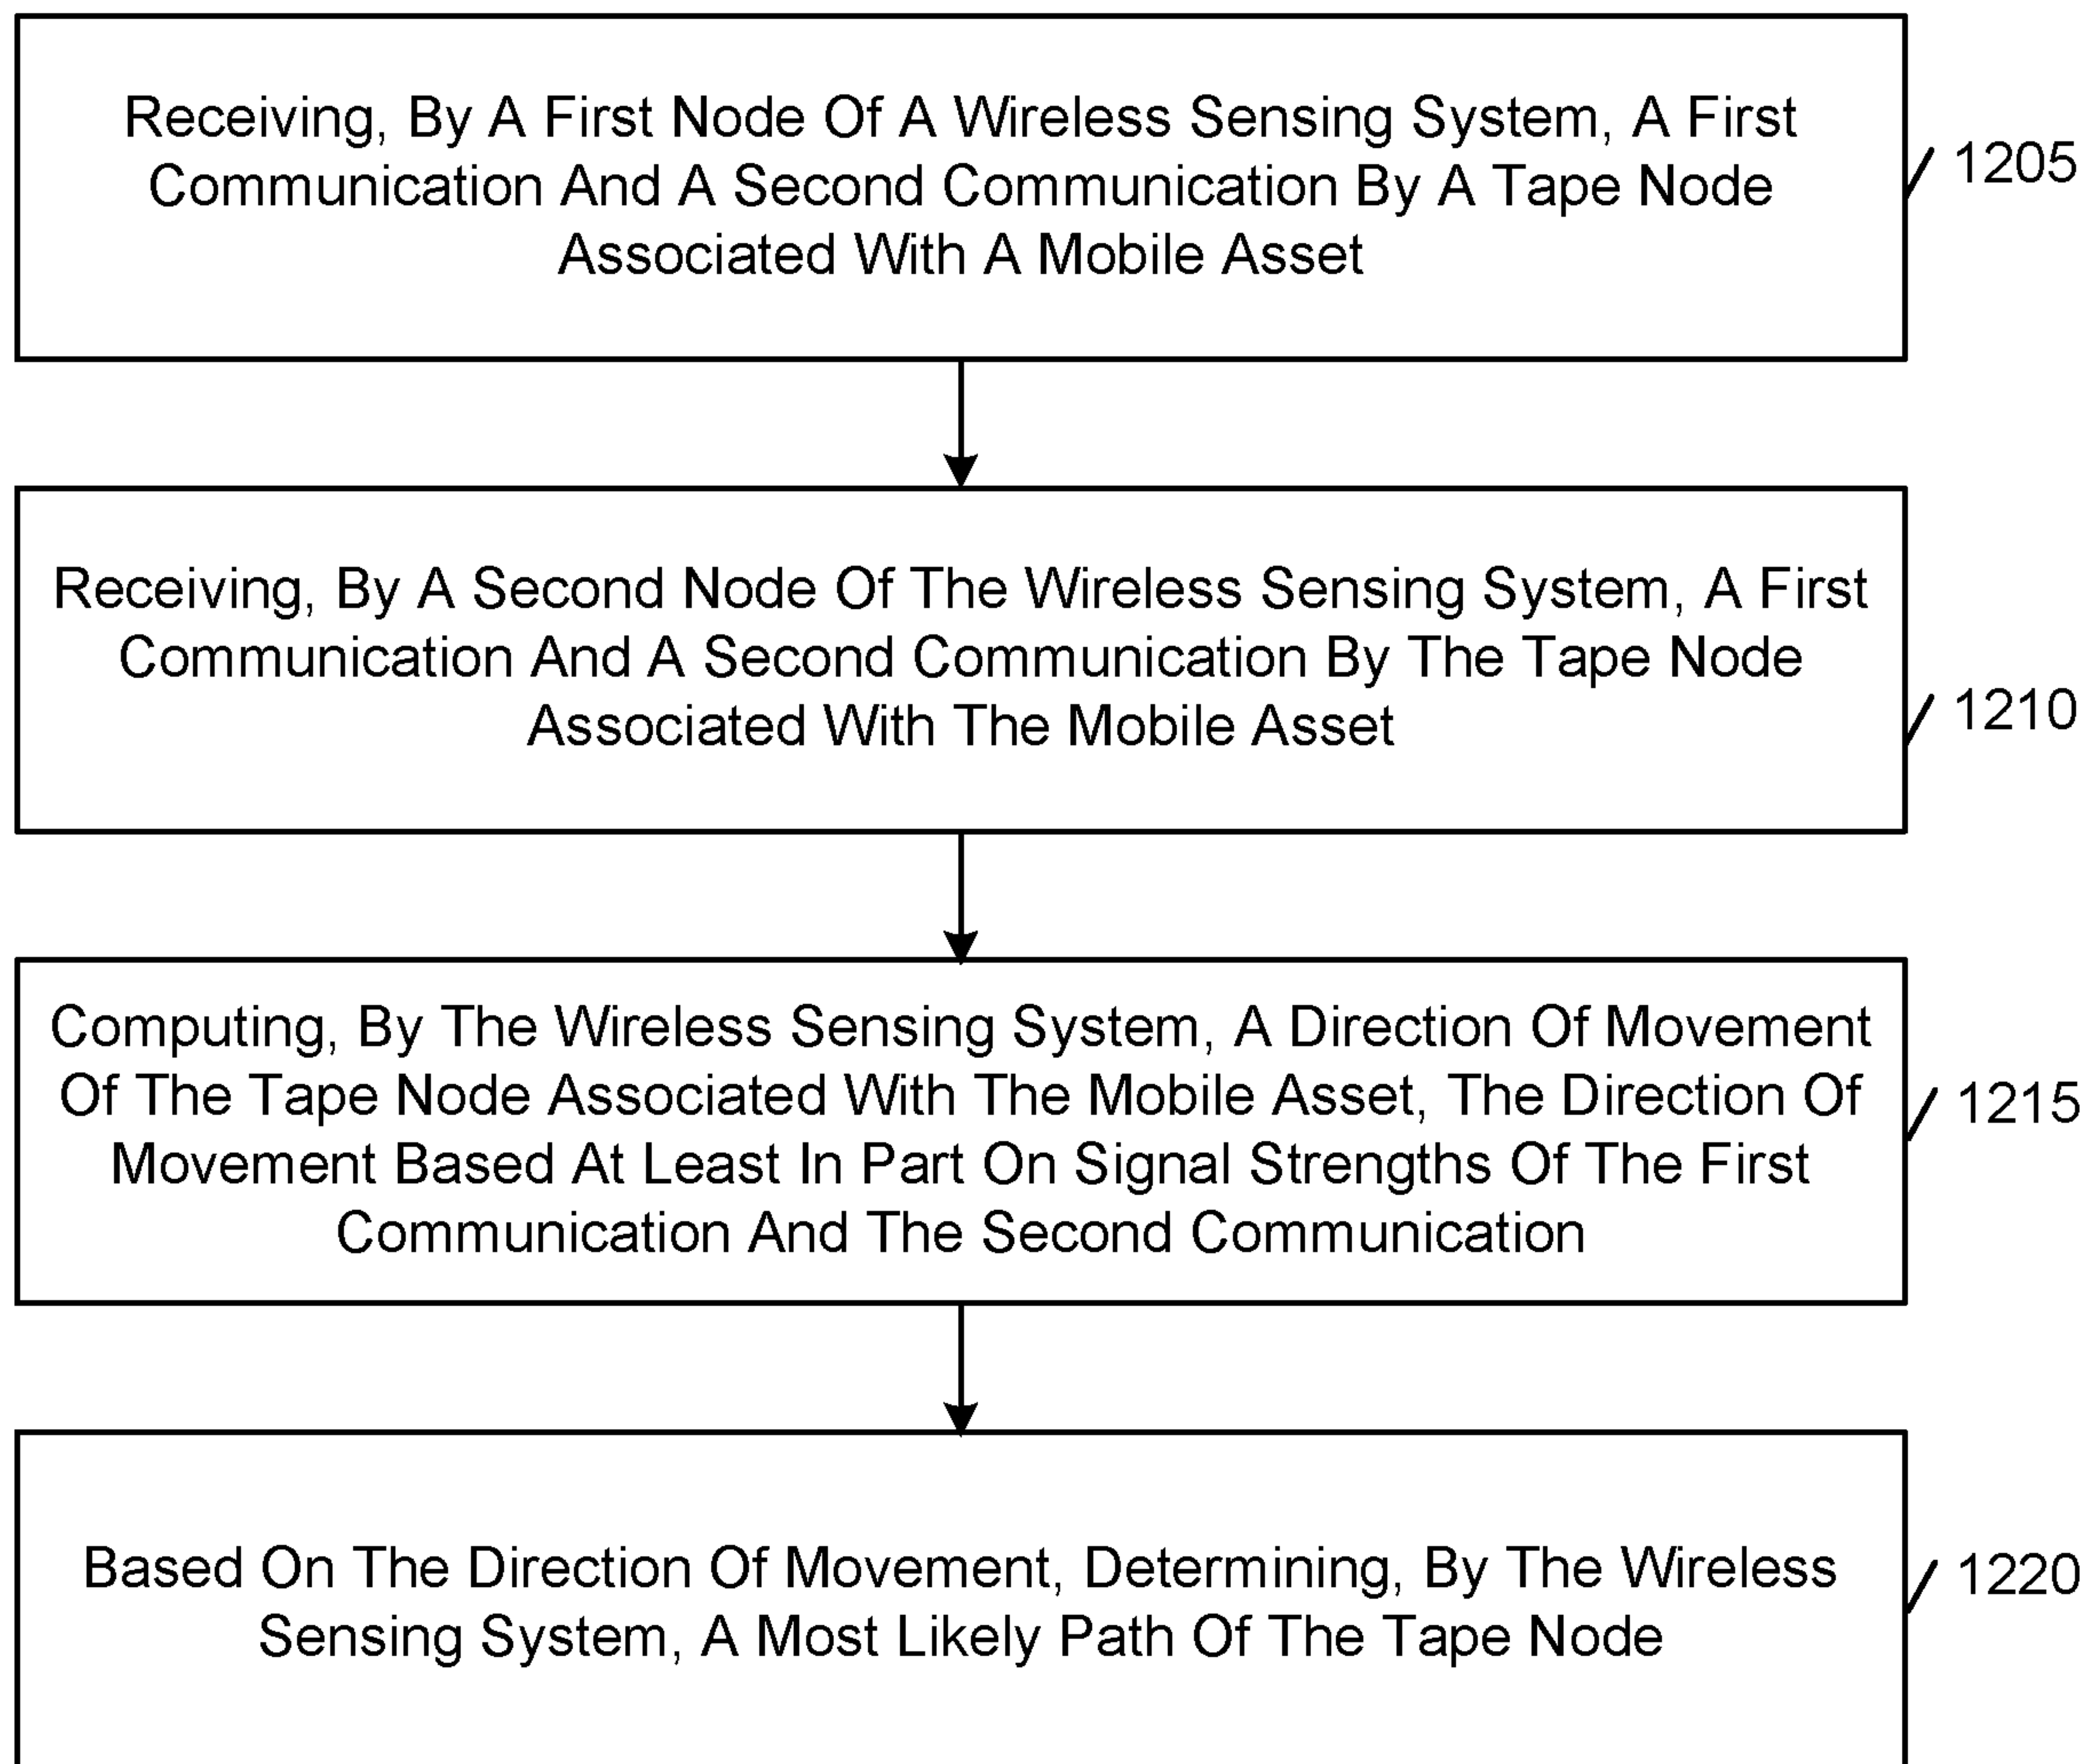 Receiving, By A First Node Of A Wireless Sensing System, A First
Communication And A Second Communication By A Tape Node
Associated With A Mobile Asset
1205
Receiving, By A Second Node Of The Wireless Sensing System, A First
Communication And A Second Communication By The Tape Node
Associated With The Mobile Asset
1210
Computing, By The Wireless Sensing System, A Direction Of Movement
Of The Tape Node Associated With The Mobile Asset, The Direction Of
Movement Based At Least In Part On Signal Strengths Of The First
Communication And The Second Communication
1215
Based On The Direction Of Movement, Determining, By The Wireless
Sensing System, A Most Likely Path Of The Tape Node
1220